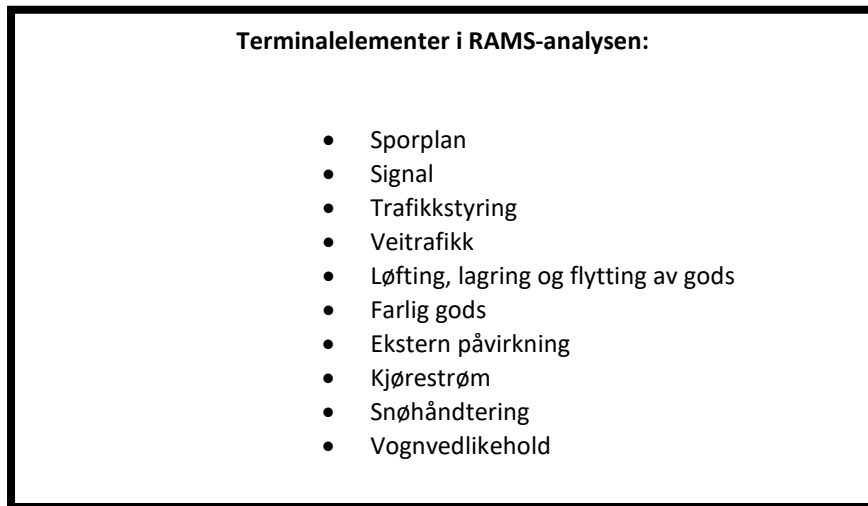 Terminalelementer i RAMS-analysen:
• Sporplan
• Signal
• Trafikkstyring
• Veitrafikk
• Løfting, lagring og flytting av gods
• Farlig gods
• Ekstern påvirkning
• Kjørestrøm
• Snøhåndtering
• Vognvedlikehold